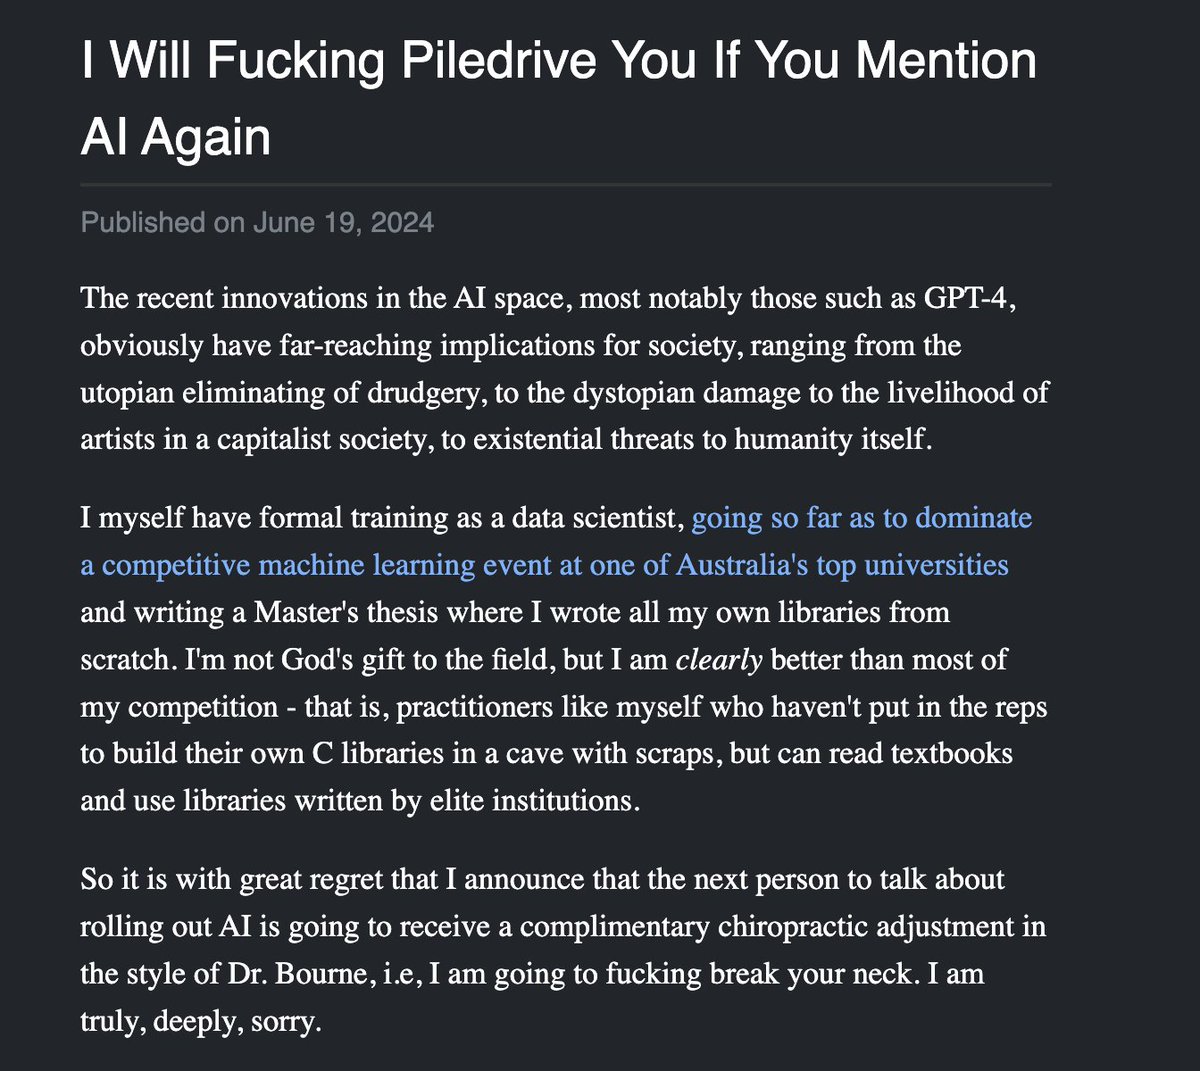 I Will Fucking Piledrive You If You Mention
AI Again
Published on June 19, 2024
The recent innovations in the AI space, most notably those such as GPT-4,
obviously have far-reaching implications for society, ranging from the
utopian eliminating of drudgery, to the dystopian damage to the livelihood of
artists in a capitalist society, to existential threats to humanity itself.
I myself have formal training as a data scientist, going so far as to dominate
a competitive machine learning event at one of Australia's top universities
and writing a Master's thesis where I wrote all my own libraries from
scratch. I'm not God's gift to the field, but I am clearly better than most of
my competition - that is, practitioners like myself who haven't put in the reps
to build their own C libraries in a cave with scraps, but can read textbooks
and use libraries written by elite institutions.
So it is with great regret that I announce that the next person to talk about
rolling out AI is going to receive a complimentary chiropractic adjustment in
the style of Dr. Bourne, i.e, I am going to fucking break your neck. I am
truly, deeply, sorry.